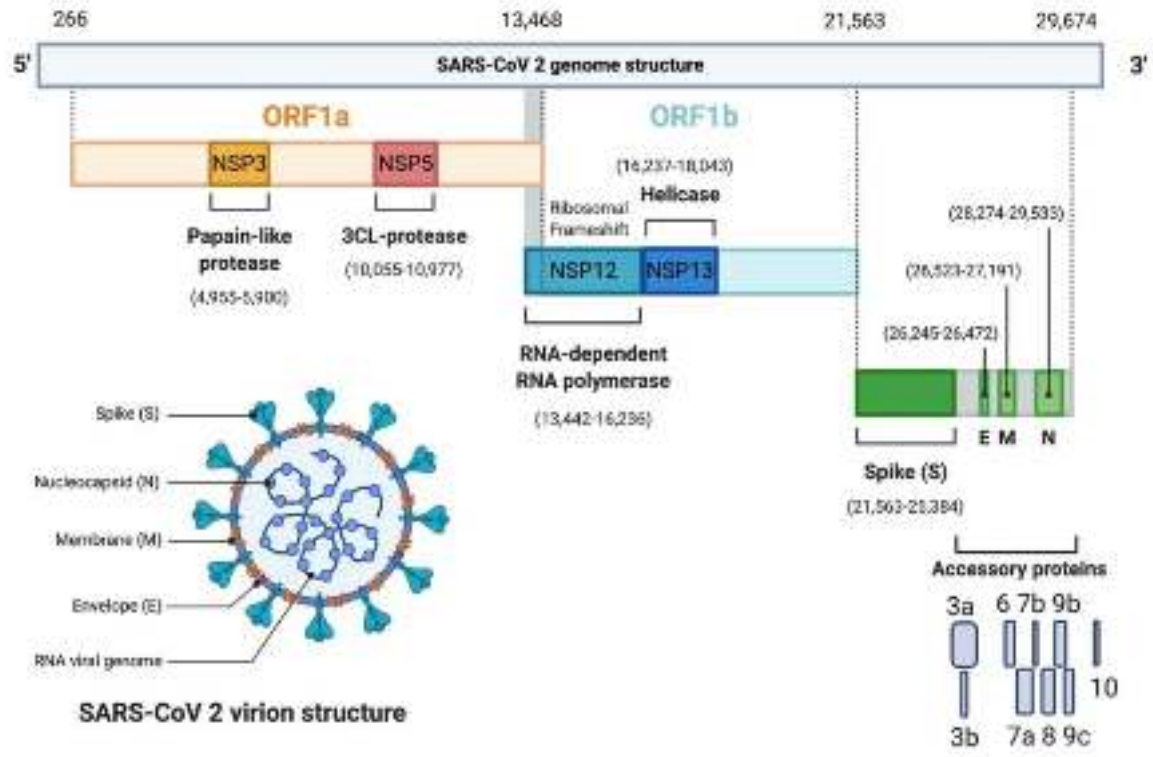 266
13,468
21,563
29,674
5'
SARS-CoV 2 genome structure
3'
ORF1a
ORF1b
NSP3
NSP5
(16,237-18,043)
Helicase
Ribosomal
Frameshift
(28,274-29,533)
Papain-like
protease
(4,955-5,900)
3CL-protease
(10,055-10,977)
NSP12
NSP13
(26,523-27,191)
(26,245-26,472)
RNA-dependent
RNA polymerase
(13,442-16,236)
E M N
Spike (S)
(21,563-25,384)
Spike (S)
Nucleocapsid (N)
Membrane (M)
Envelope (E)
RNA viral genome
SARS-CoV 2 virion structure
Accessory proteins
3a 6 7b 9b
10
3b 7a 8 9c